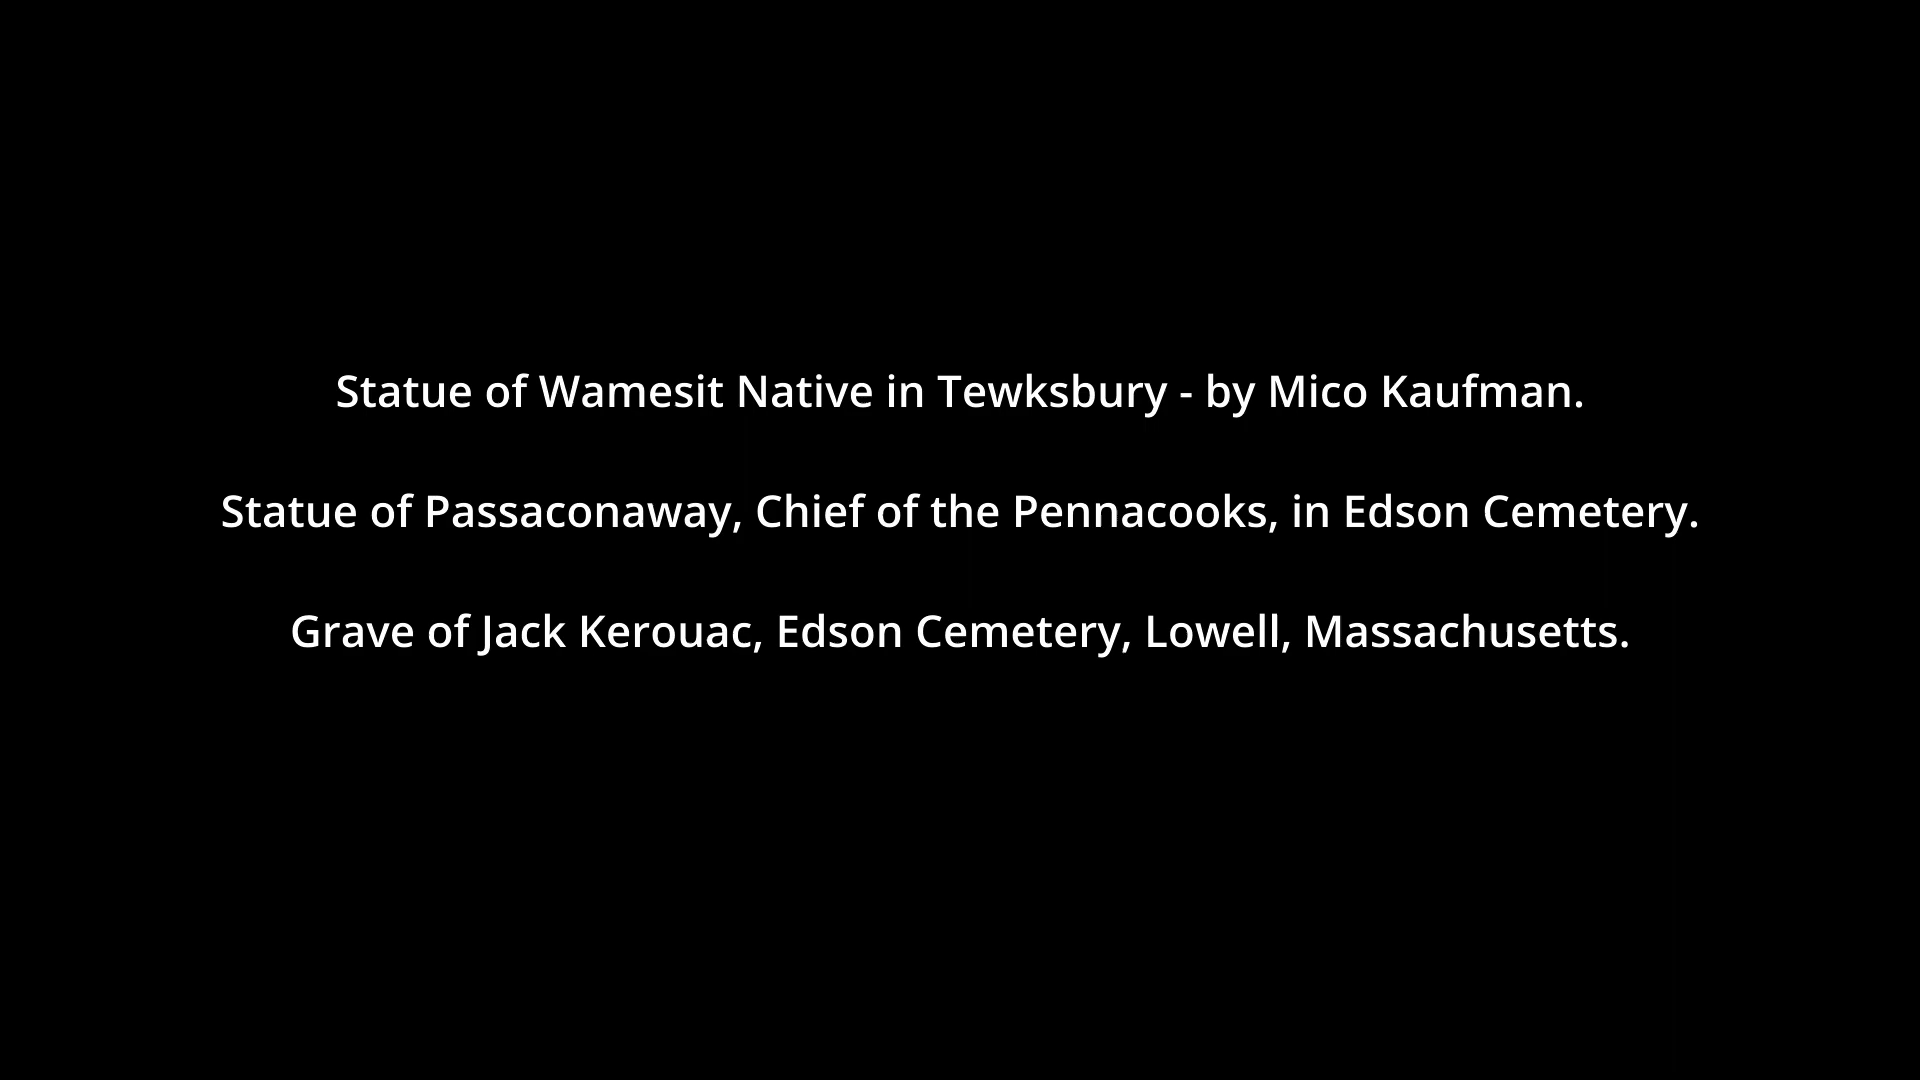 Statue of Wamesit Native in Tewksbury - by Mico Kaufman.
Statue of Passaconaway, Chief of the Pennacooks, in Edson Cemetery.
Grave of Jack Kerouac, Edson Cemetery, Lowell, Massachusetts.